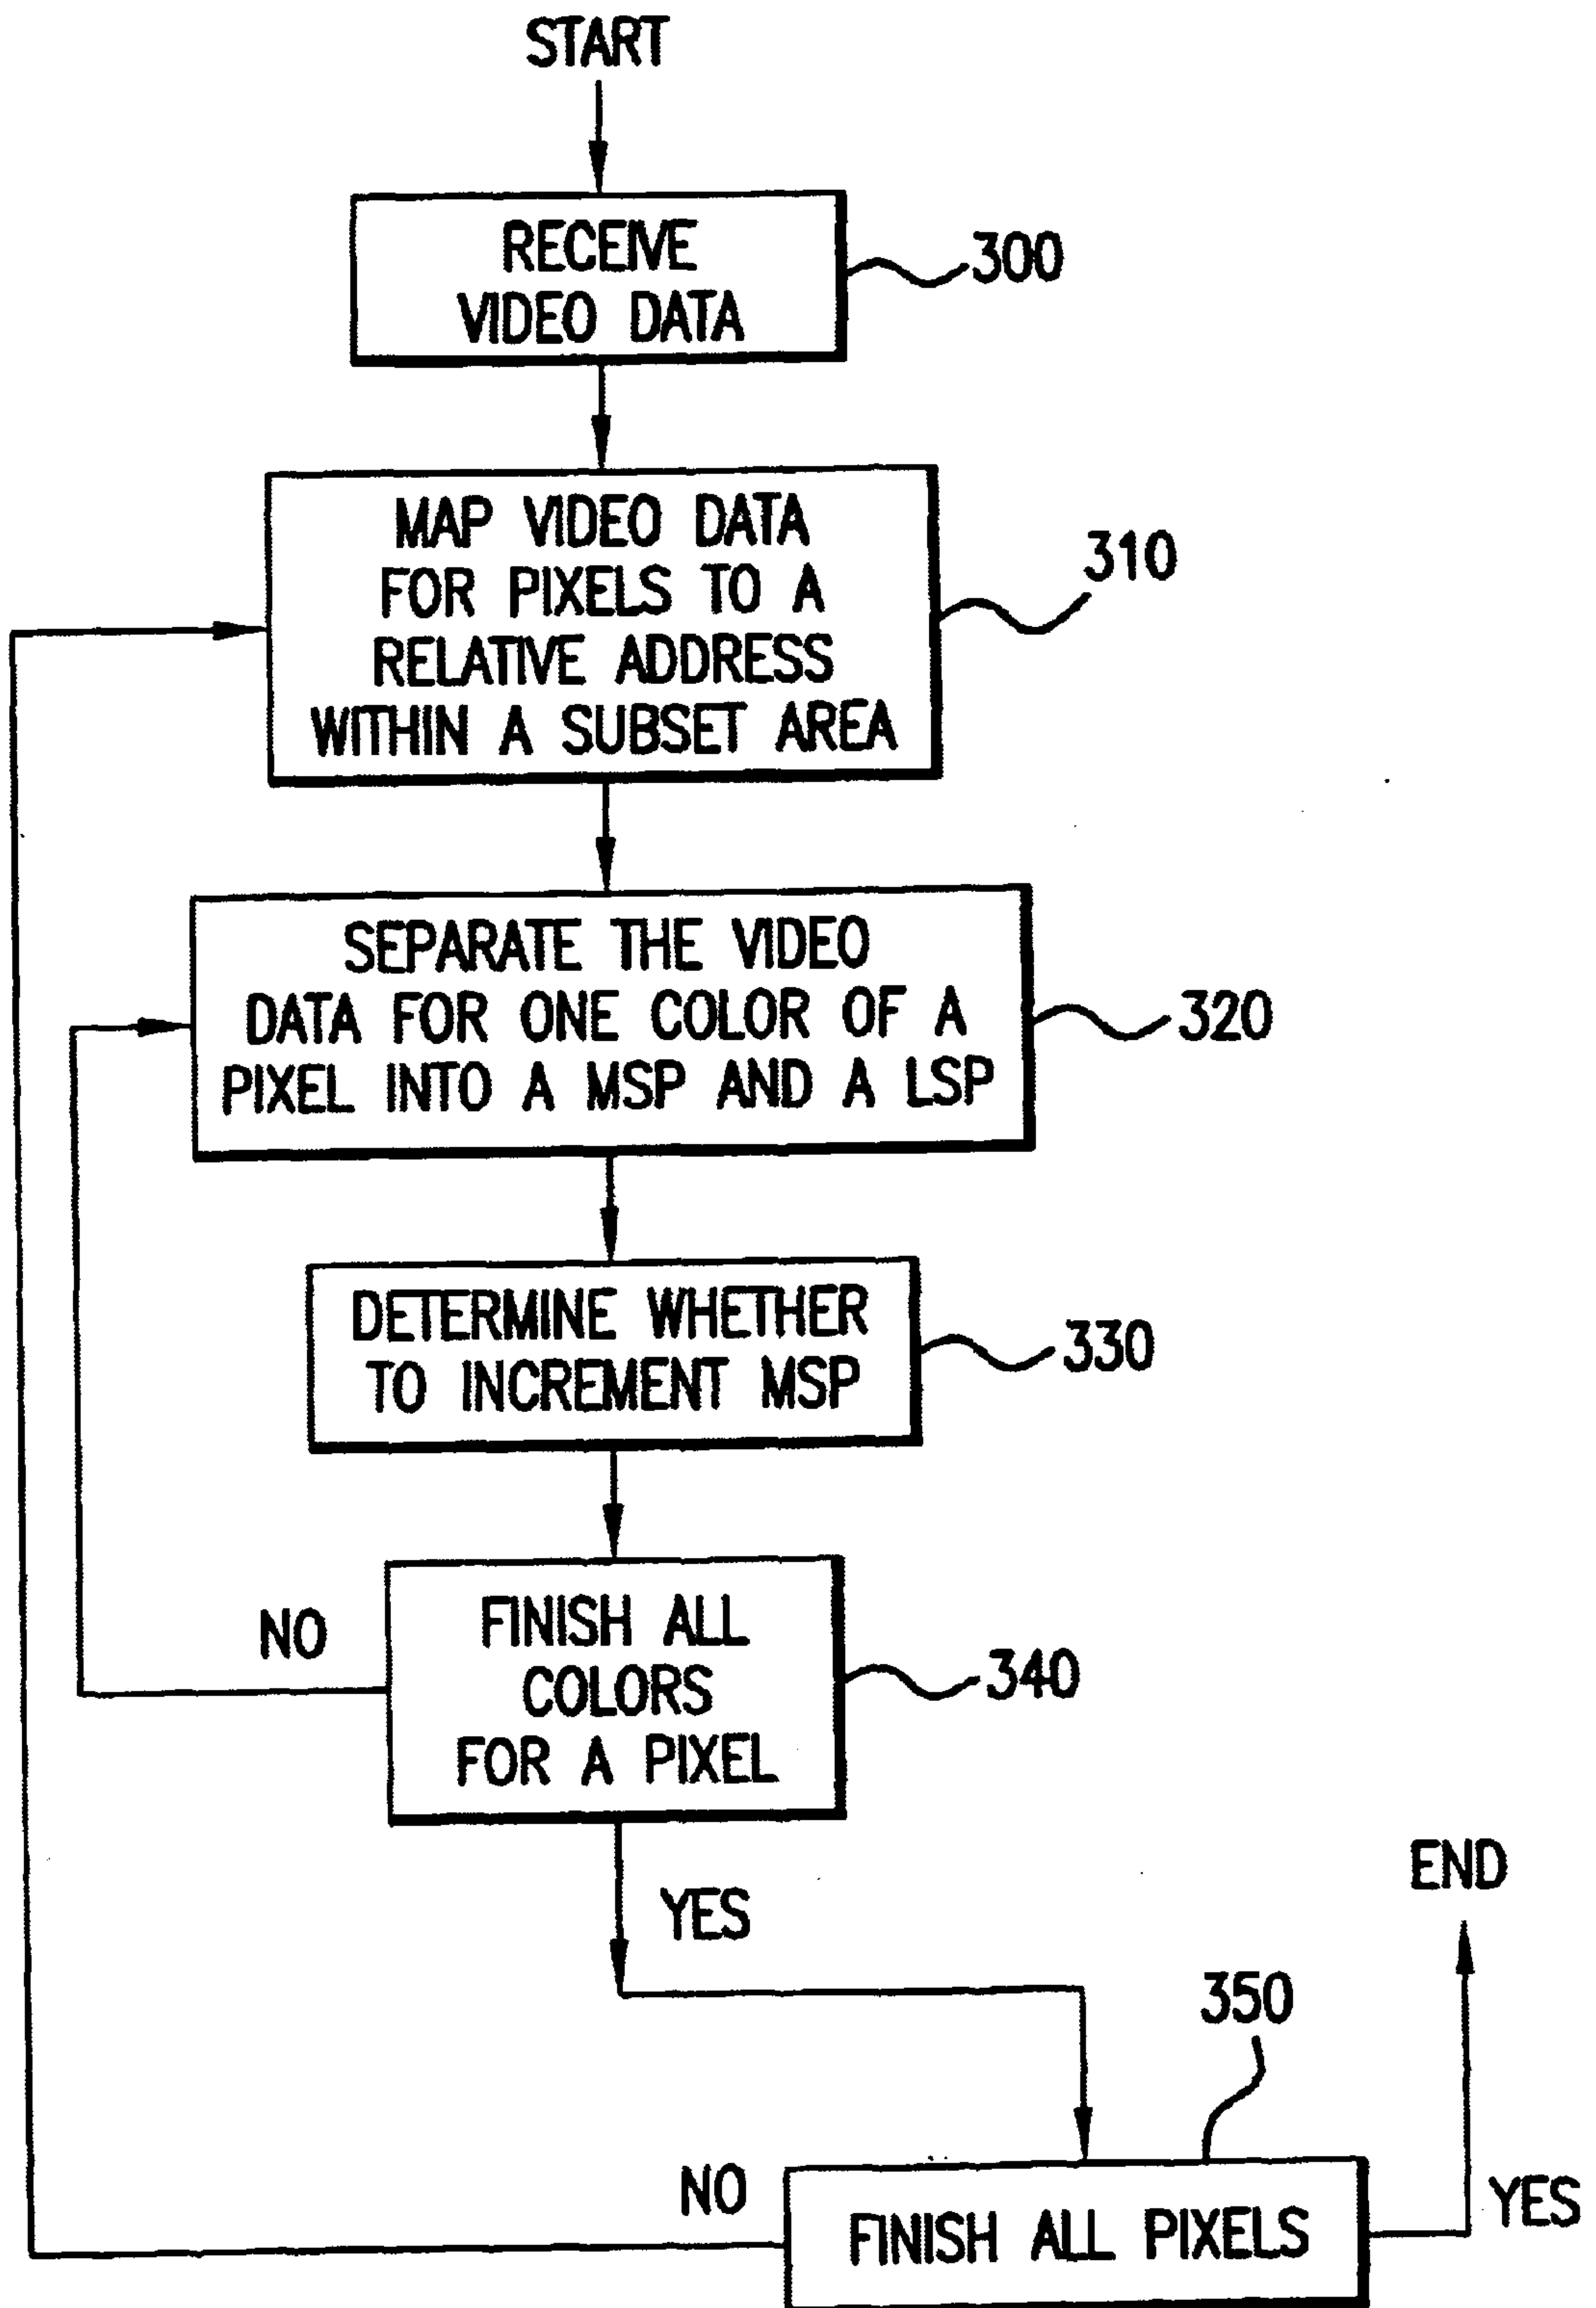 START
RECEIVE
VIDEO DATA
300
MAP VIDEO DATA
FOR PIXELS TO A
RELATIVE ADDRESS
WITHIN A SUBSET AREA
310
SEPARATE THE VIDEO
DATA FOR ONE COLOR OF A
PIXEL INTO A MSP AND A LSP
320
DETERMINE WHETHER
TO INCREMENT MSP
330
FINISH ALL
COLORS
FOR A PIXEL
340
NO
YES
END
350
NO
FINISH ALL PIXELS
YES